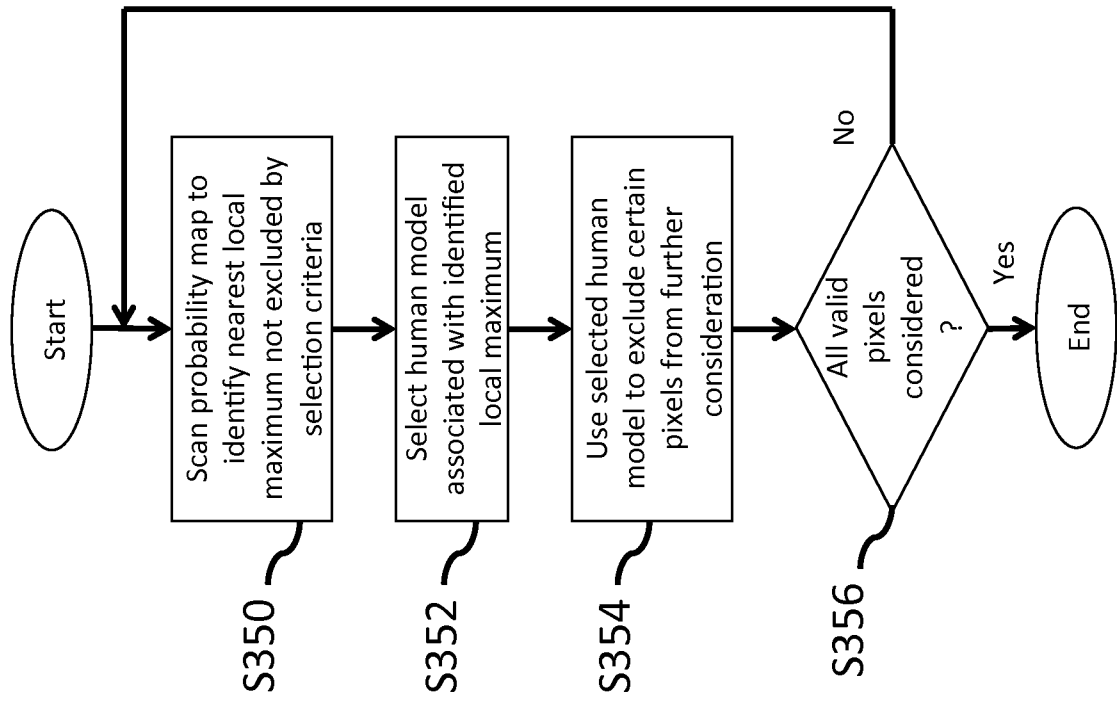 Start
Scan probability map to
identify nearest local
maximum not excluded by
selection criteria
S350
Select human model
associated with identified
local maximum
S352
Use selected human
model to exclude certain
pixels from further
consideration
S354
All valid
pixels
considered
?
S356
No
Yes
End